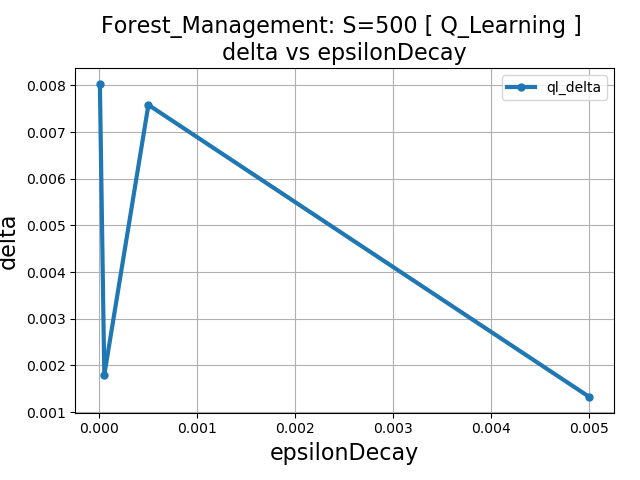 Forest_Management: S=500 [ Q_Learning ]
delta vs epsilonDecay
ql_delta
0.008
0.007
0.006
0.005
0.004
0.003
0.002
0.001
delta
0.000 0.001 0.002 0.003 0.004 0.005
epsilonDecay